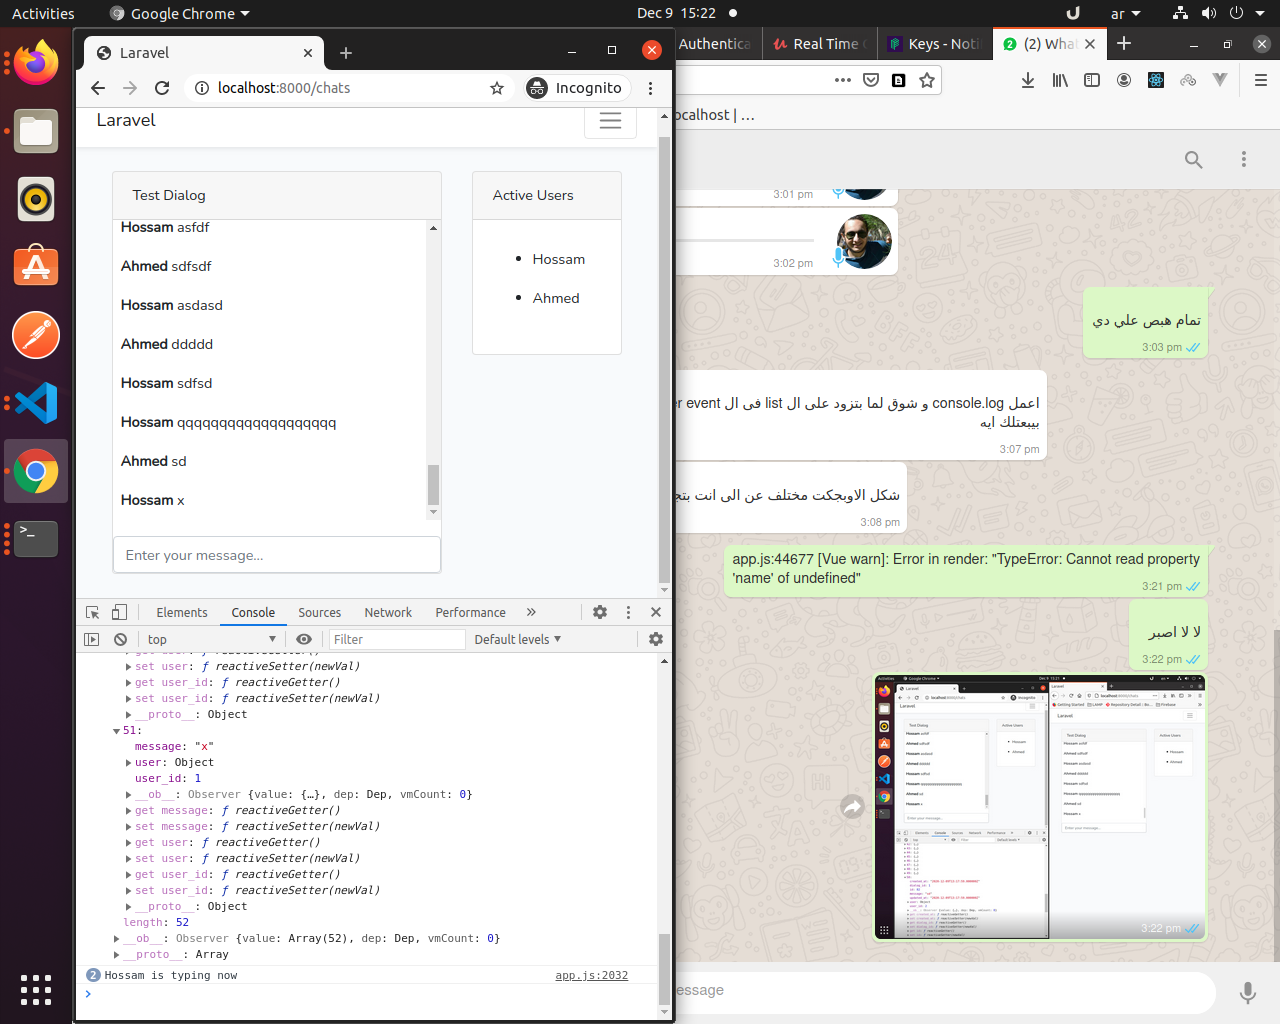 Activities
Google Chrome
Dec 9 15:22
ar
Laravel
localhost:8000/chats
Incognito
Laravel
Test Dialog
Hossam asfdf
Ahmed sdfsdf
Hossam asdasd
Ahmed ddddd
Hossam sdfsd
Hossam qqqqqqqqqqqqqqqqqqq
Ahmed sd
Hossam x
Enter your message...
Active Users
Hossam
Ahmed
Elements Console Sources Network Performance
top
Filter
Default levels
set user: ƒ reactiveSetter(newVal)
get user_id: ƒ reactiveGetter()
set user_id: ƒ reactiveSetter(newVal)
__proto__: Object
51:
message: "x"
user: Object
user_id: 1
__ob__: Observer {value: {…}, dep: Dep, vmCount: 0}
get message: ƒ reactiveGetter()
set message: ƒ reactiveSetter(newVal)
get user: ƒ reactiveGetter()
set user: ƒ reactiveSetter(newVal)
get user_id: ƒ reactiveGetter()
set user_id: ƒ reactiveSetter(newVal)
__proto__: Object
length: 52
__ob__: Observer {value: Array(52), dep: Dep, vmCount: 0}
__proto__: Array
2 Hossam is typing now
app.js:2032
Authentica
Real Time
Keys - Noti
(2) Wha
ocalhost | ...
3:01 pm
3:02 pm
تمام هبص علي دي
3:03 pm
اعمل console.log و شوق لما بتزود على ال list فى ال er event
بيبعتلك ايه
3:07 pm
شكل الاوبجكت مختلف عن الى انت بتج
3:08 pm
app.js:44677 [Vue warn]: Error in render: "TypeError: Cannot read property
'name' of undefined"
3:21 pm
لا لا اصبر
3:22 pm
3:22 pm
essage